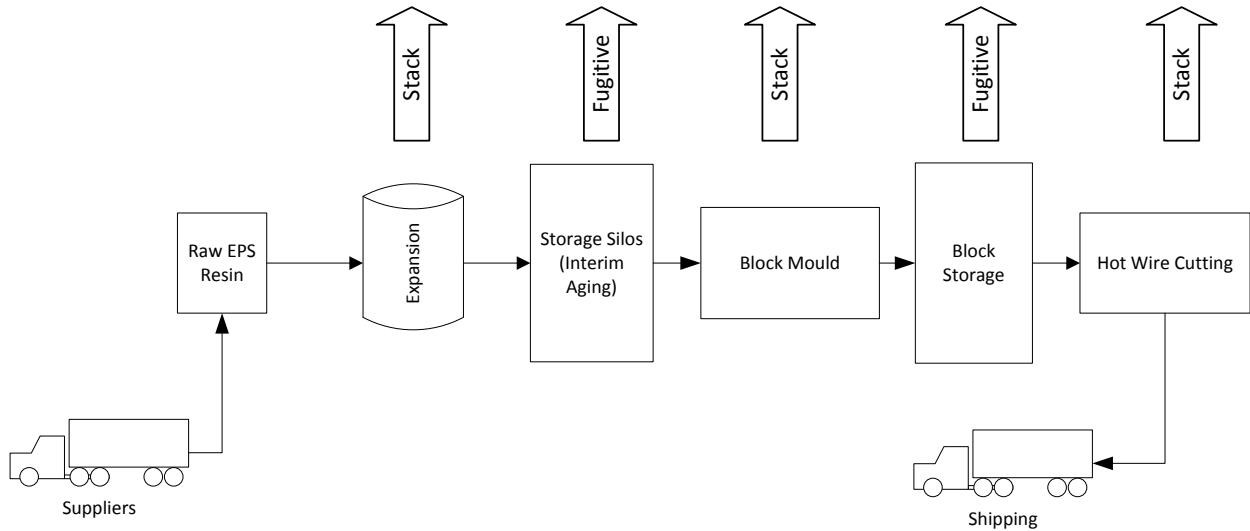 Stack
Fugitive
Stack
Fugitive
Stack
Raw EPS
Resin
Expansion
Storage Silos
(Interim
Aging)
Block Mould
Block
Storage
Hot Wire Cutting
Suppliers
Shipping